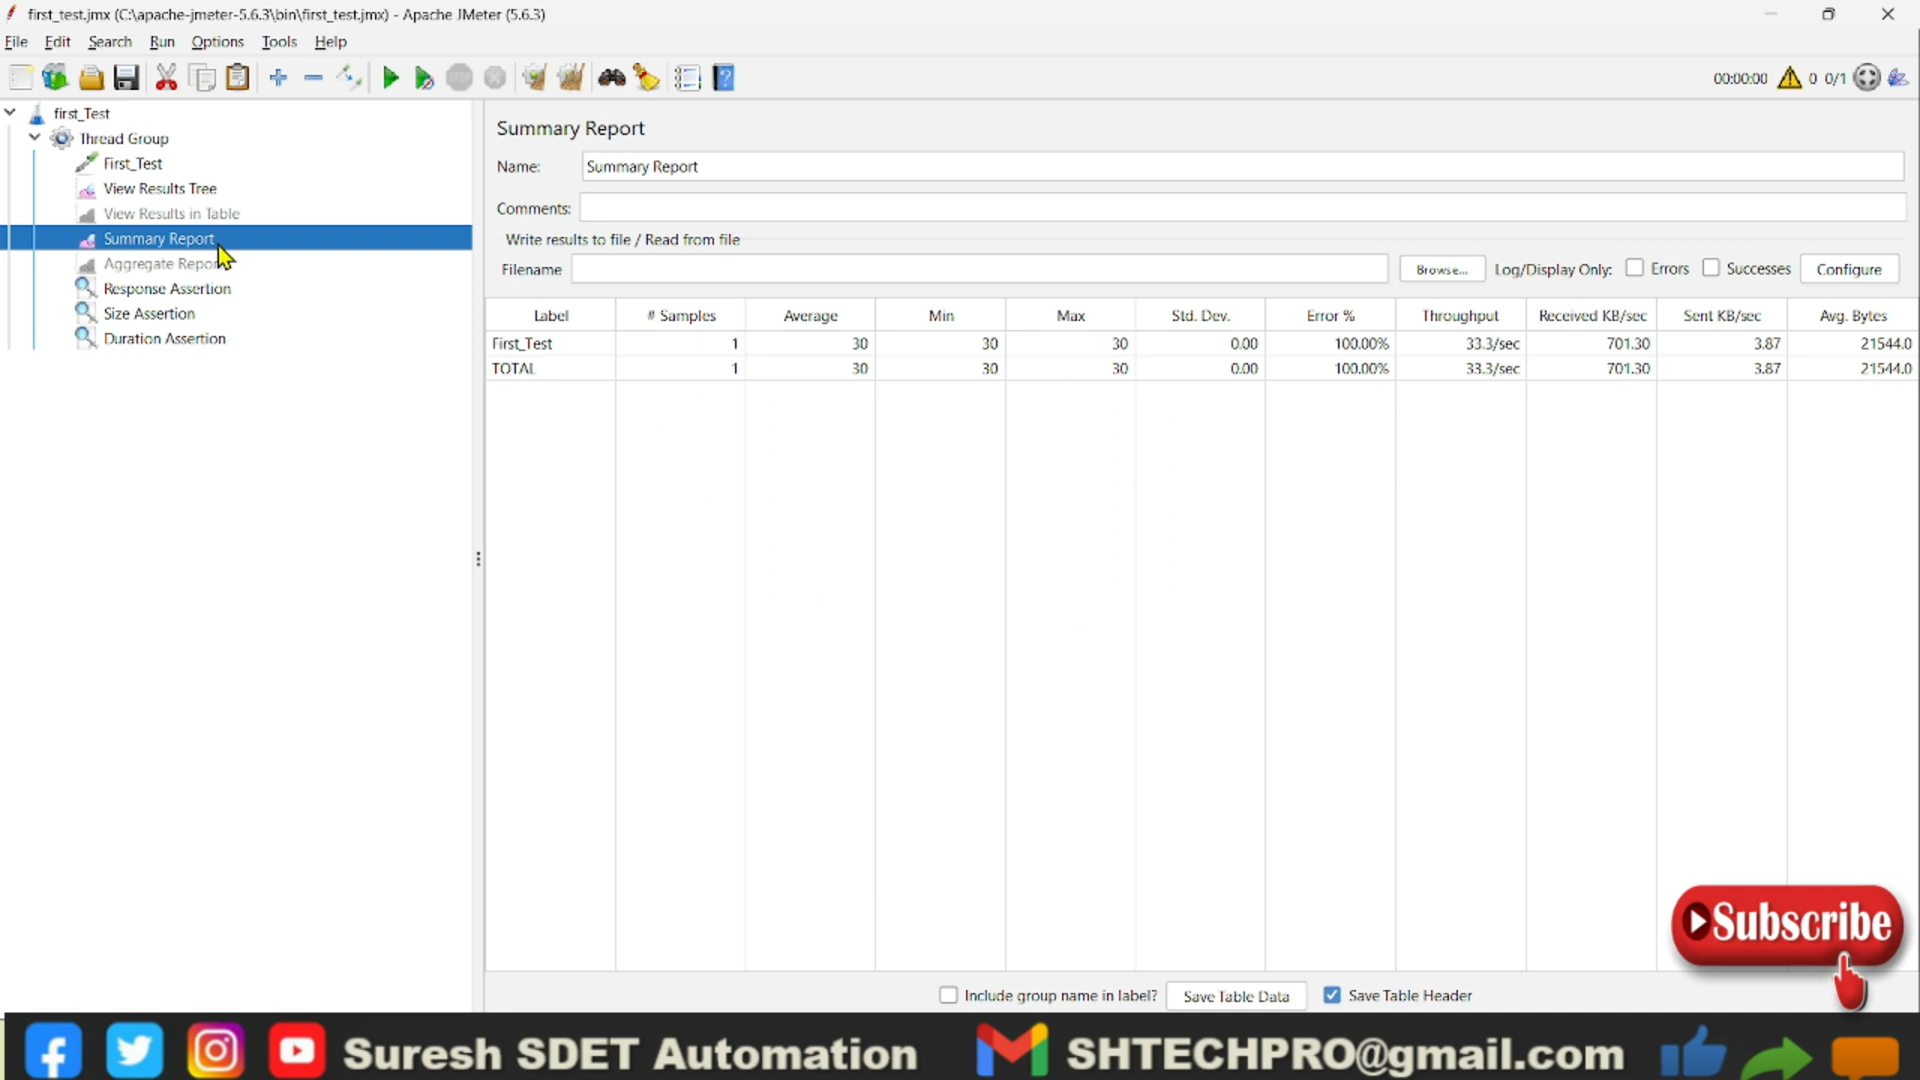 first_test.jmx (C:\apache-jmeter-5.6.3\bin\first_test.jmx) - Apache JMeter (5.6.3)
File Edit Search Run Options Tools Help
00:00:00 0 0/1
first_Test
Thread Group
First_Test
View Results Tree
View Results in Table
Summary Report
Aggregate Repo
Response Assertion
Size Assertion
Duration Assertion
Summary Report
Name: Summary Report
Comments:
Write results to file / Read from file
Filename Browse... Log/Display Only: Errors Successes Configure
Label # Samples Average Min Max Std. Dev. Error % Throughput Received KB/sec Sent KB/sec Avg. Bytes
First_Test 1 30 30 30 0.00 100.00% 33.3/sec 701.30 3.87 21544.0
TOTAL 1 30 30 30 0.00 100.00% 33.3/sec 701.30 3.87 21544.0
Subscribe
Include group name in label? Save Table Data Save Table Header
Suresh SDET Automation SHTECHPRO@gmail.com